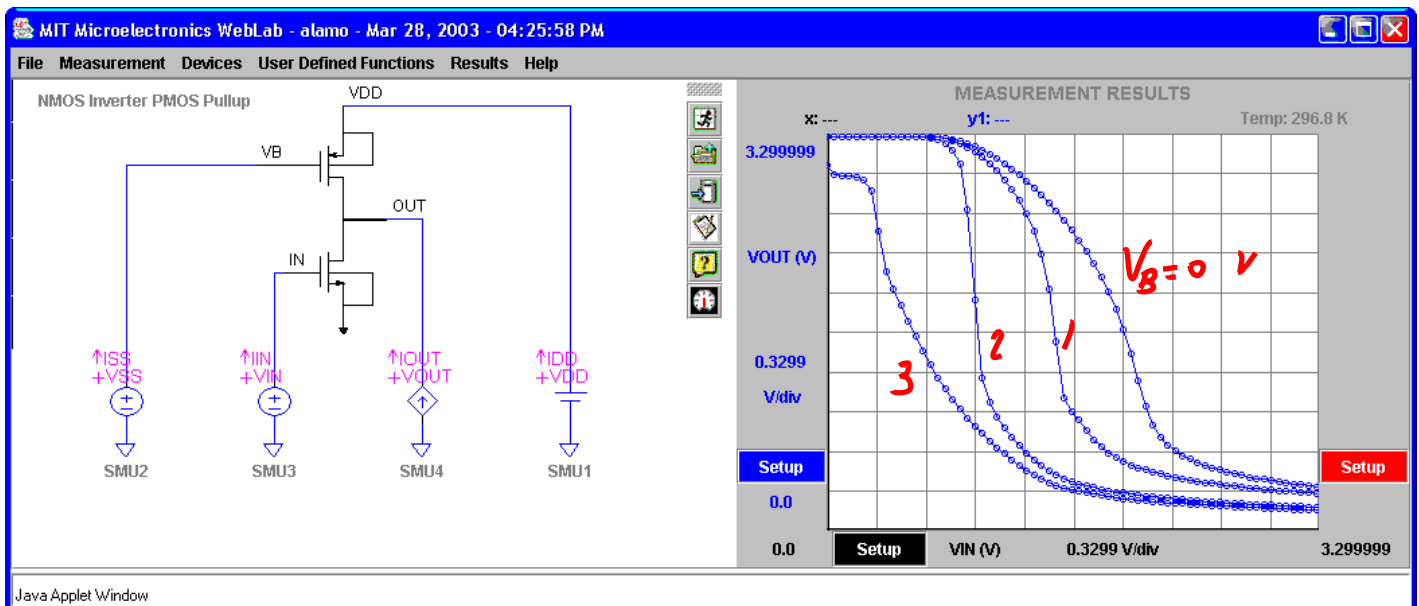 MIT Microelectronics WebLab - alamo - Mar 28, 2003 - 04:25:58 PM
File Measurement Devices User Defined Functions Results Help
NMOS Inverter PMOS Pullup
VDD
VB
OUT
IN
↑ISS
+VSS
↑IIN
+VIN
↑IOUT
+VOUT
↑IDD
+VDD
SMU2
SMU3
SMU4
SMU1
MEASUREMENT RESULTS
x: ---
y1: ---
Temp: 296.8 K
3.299999
VOUT (V)
0.3299
V/div
Setup
0.0
VB = 0 V
1
2
3
Setup
0.0
Setup
VIN (V)
0.3299 V/div
3.299999
Java Applet Window